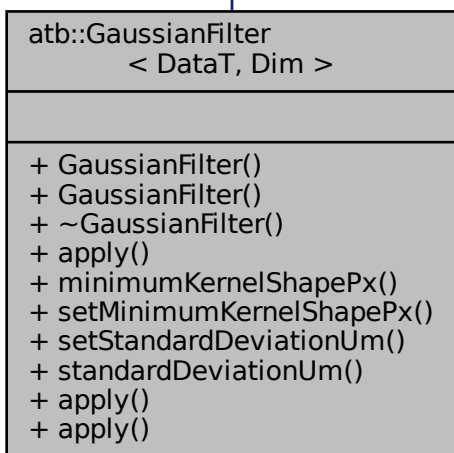 atb::GaussianFilter
< DataT, Dim >
+ GaussianFilter()
+ GaussianFilter()
+ ~GaussianFilter()
+ apply()
+ minimumKernelShapePx()
+ setMinimumKernelShapePx()
+ setStandardDeviationUm()
+ standardDeviationUm()
+ apply()
+ apply()